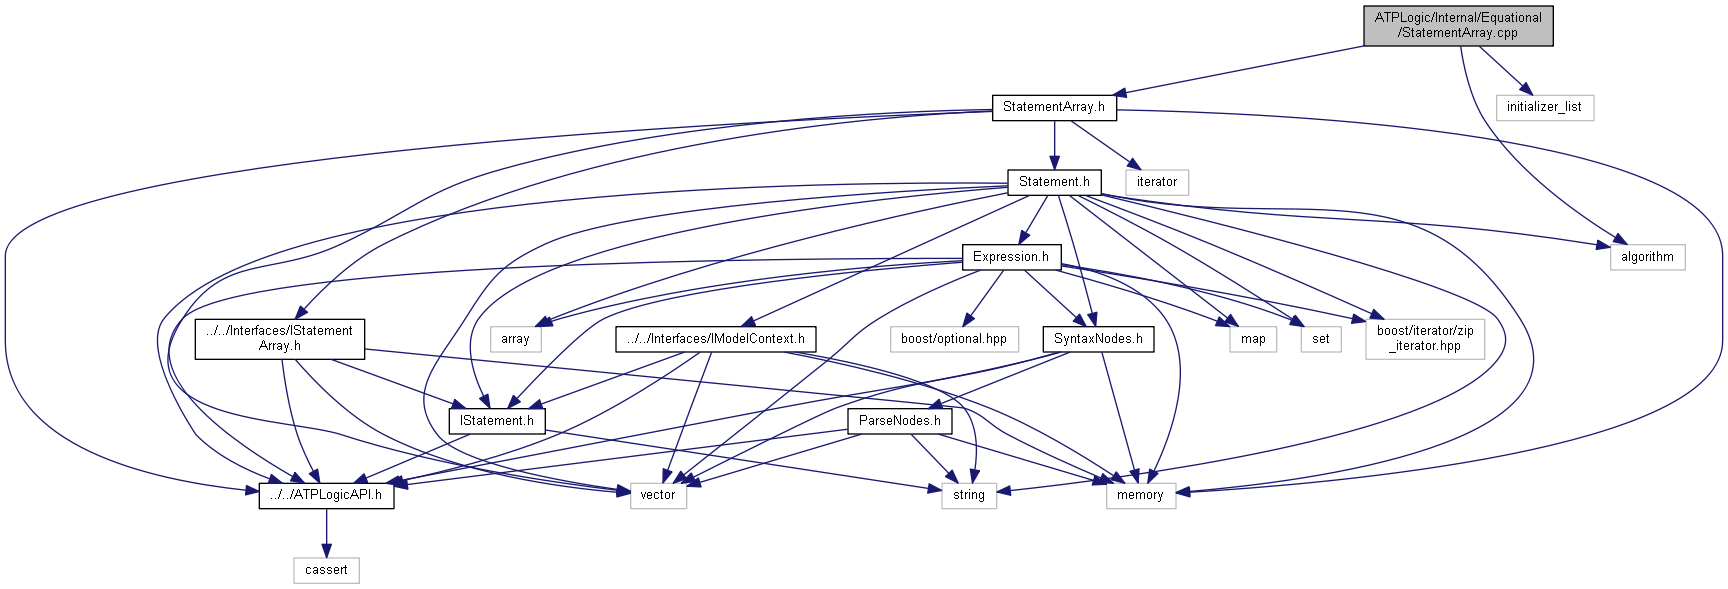 ATPLogic/Internal/Equational
/StatementArray.cpp
StatementArray.h
initializer_list
Statement.h
iterator
Expression.h
algorithm
../../Interfaces/IStatement
Array.h
array
../../Interfaces/IModelContext.h
boost/optional.hpp
SyntaxNodes.h
map
set
boost/iterator/zip
_iterator.hpp
IStatement.h
ParseNodes.h
../../ATPLogicAPI.h
vector
string
memory
cassert